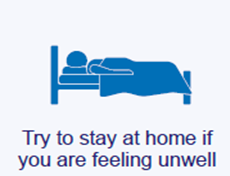 Try to stay at home if
you are feeling unwell